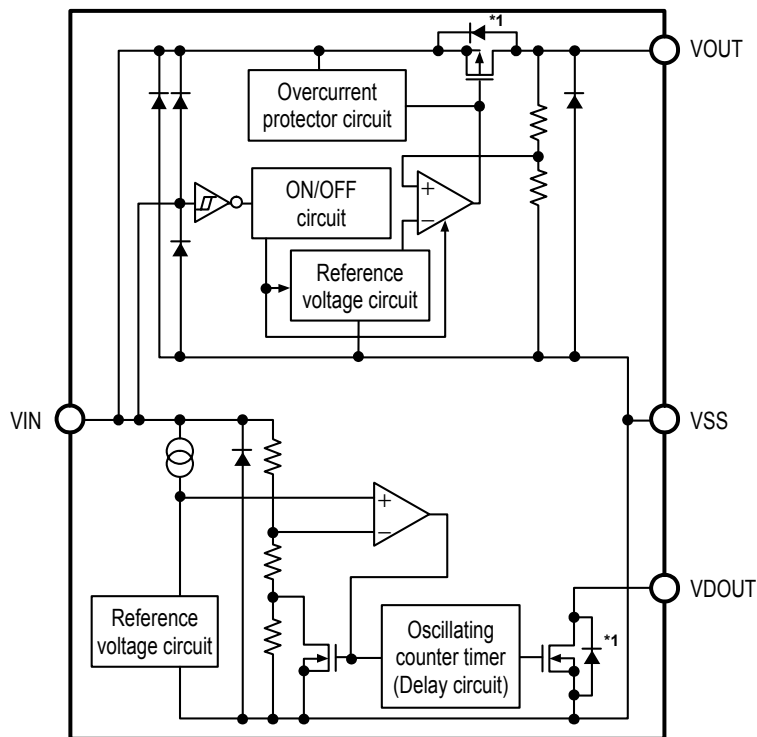 *1
VOUT
Overcurrent
protector circuit
ON/OFF
circuit
+
−
Reference
voltage circuit
VIN
VSS
+
−
VDOUT
Reference
voltage circuit
Oscillating
counter timer
(Delay circuit)
*1